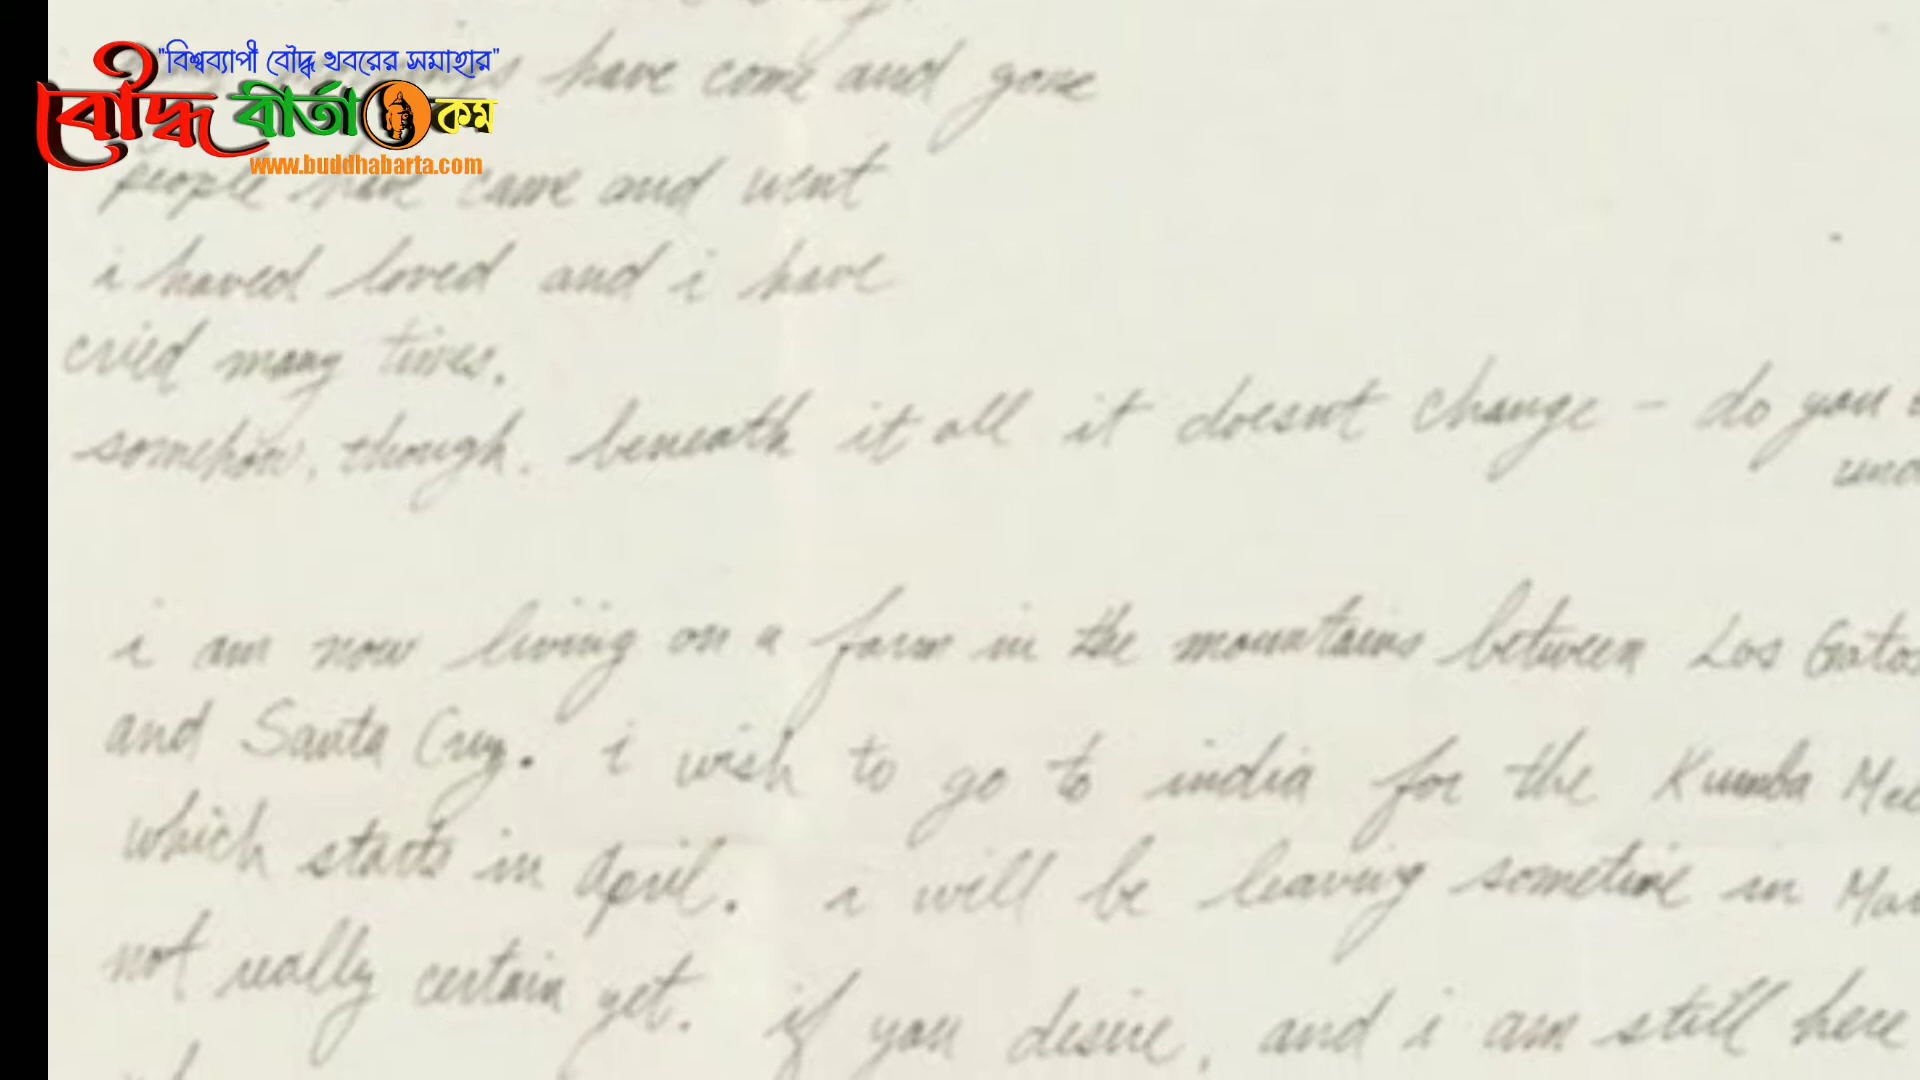 "বিশ্বব্যাপী বৌদ্ধ খবরের সমাহার"
বৌদ্ধ বার্তা কম
www.buddhabarta.com
have come and gone
people have came and went
i haved loved and i have
cried many times.
somehow, though. beneath it all it doesnt change - do you
i am now living on a farm in the mountains between Los Gatos
and Santa Cruz. i wish to go to india for the Kumba
which starts in April. i will be leaving sometime in
not really certain yet. if you desire, and i am still here